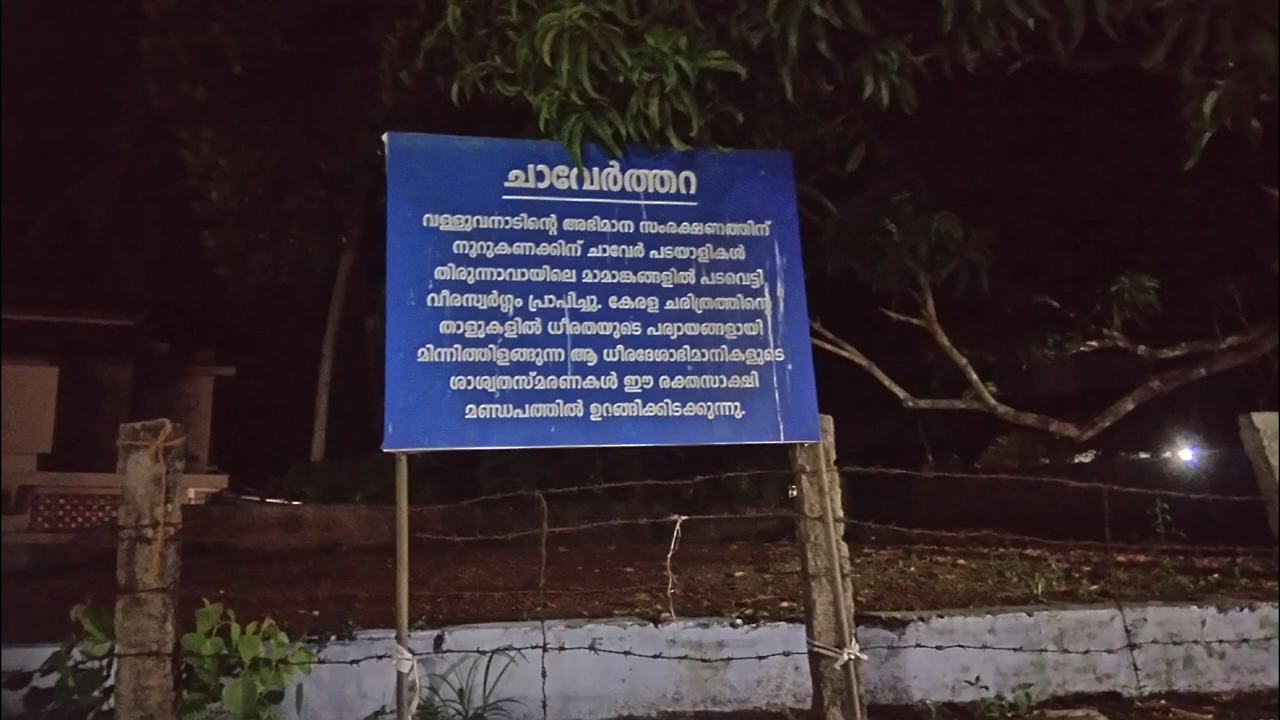 ചാവേർത്തറ
വള്ളുവനാടിന്റെ അഭിമാന സംരക്ഷണത്തിന്
നൂറുകണക്കിന് ചാവേർ പടയാളികൾ
തിരുന്നാവായിലെ മാമാങ്കങ്ങളിൽ പടവെട്ടി
വീരസ്വർഗ്ഗം പ്രാപിച്ചു. കേരള ചരിത്രത്തിന്റെ
താളുകളിൽ ധീരതയുടെ പര്യായങ്ങളായി
മിന്നിത്തിളങ്ങുന്ന ആ ധീരദേശാഭിമാനികളുടെ
ശാശ്വതസ്മരണകൾ ഈ രക്തസാക്ഷി
മണ്ഡപത്തിൽ ഉറങ്ങിക്കിടക്കുന്നു.